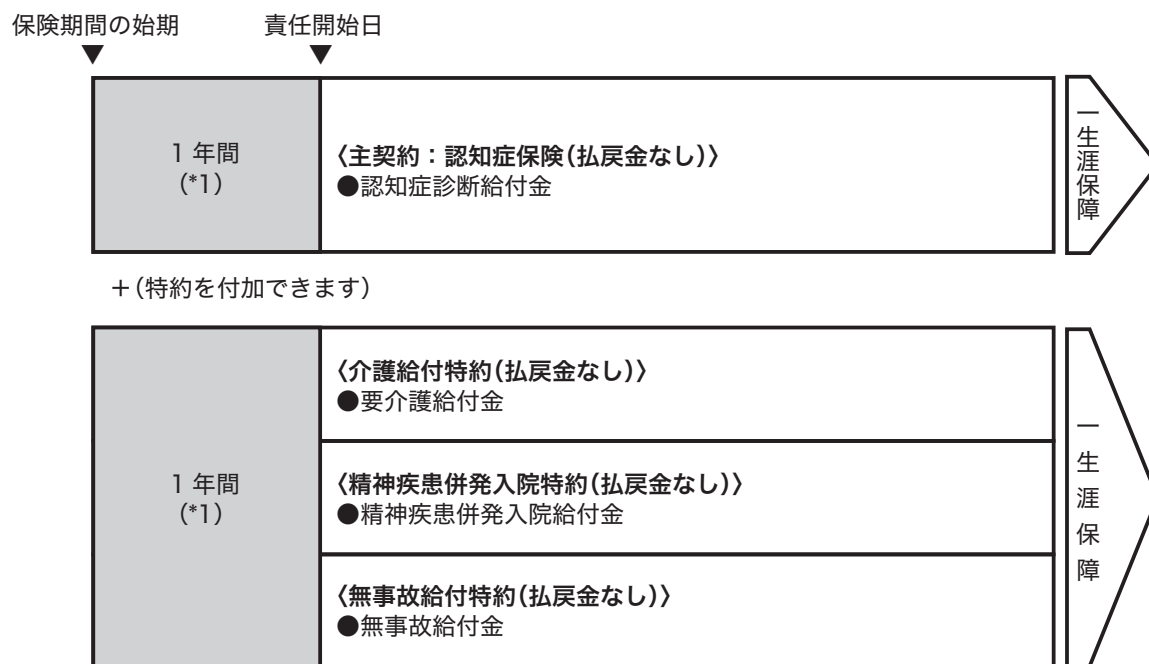 保険期間の始期
責任開始日
1 年間
(*1)
〈主契約：認知症保険(払戻金なし)〉
●認知症診断給付金
一生涯保障
＋(特約を付加できます)
1 年間
(*1)
〈介護給付特約(払戻金なし)〉
●要介護給付金
〈精神疾患併発入院特約(払戻金なし)〉
●精神疾患併発入院給付金
〈無事故給付特約(払戻金なし)〉
●無事故給付金
一生涯保障